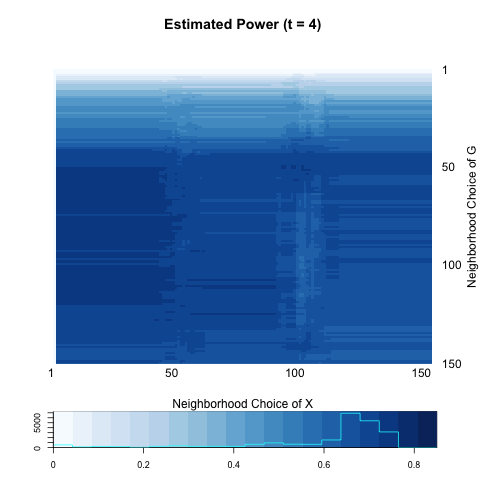 Estimated Power (t = 4)
1
50
100
150
Neighborhood Choice of G
1 50 100 150
Neighborhood Choice of X
0 5000
0 0.2 0.4 0.6 0.8